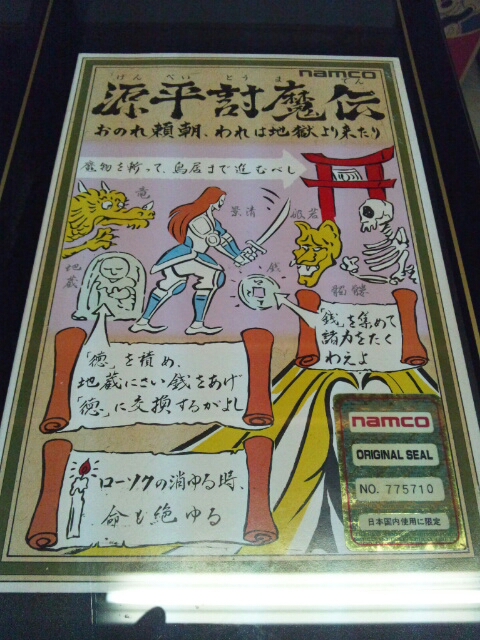 namco
げんぺいとうまでん
源平討魔伝
おのれ頼朝、われは地獄より来たり
魔物を斬って、鳥居まで進むべし
竜
景清
般若
地蔵
銭
髑髏
「銭」を集めて
諸力をたく
わえよ
「徳」を積め、
地蔵にさい銭をあげ
「徳」に交換するがよし
ローソクの消ゆる時、
命も絶ゆる
namco
ORIGINAL SEAL
NO. 775710
日本国内使用に限定